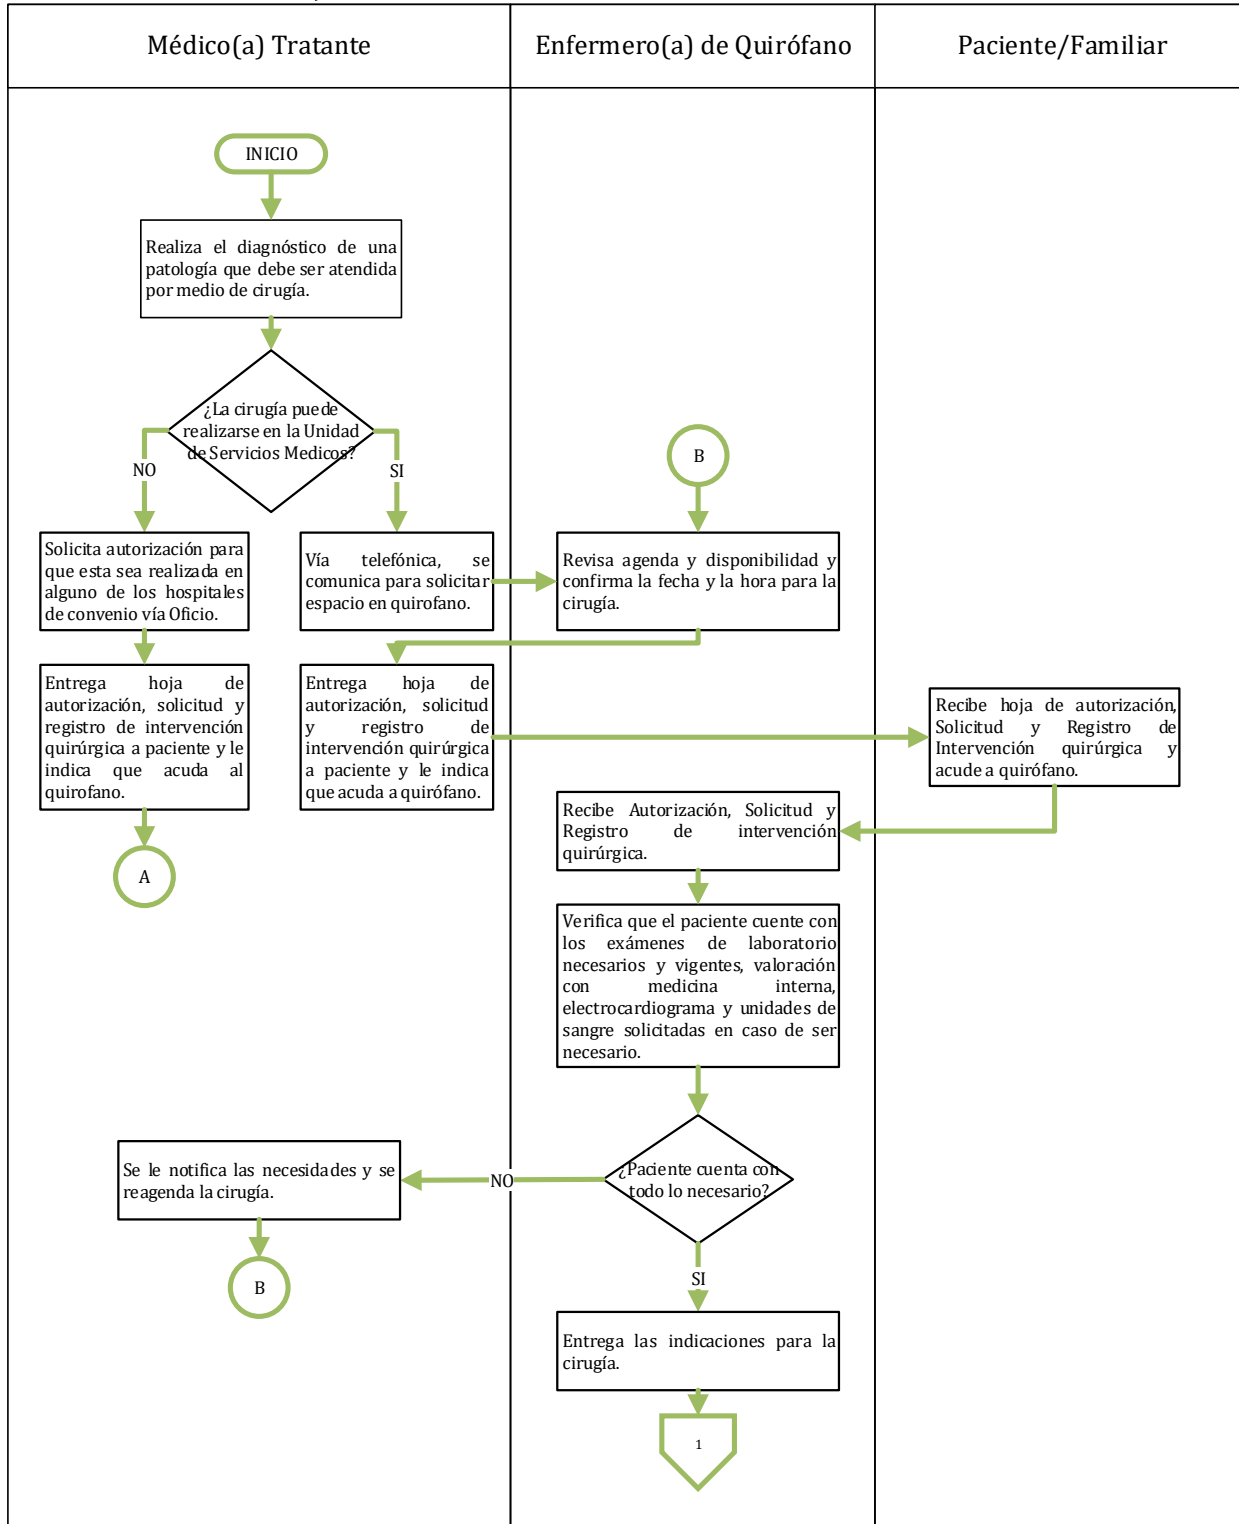 Médico(a) Tratante
Enfermero(a) de Quirófano
Paciente/Familiar
INICIO
Realiza el diagnóstico de una
patología que debe ser atendida
por medio de cirugía.
¿La cirugía puede
realizarse en la Unidad
de Servicios Medicos?
NO
SI
B
Solicita autorización para
que esta sea realizada en
alguno de los hospitales
de convenio vía Oficio.
Vía telefónica, se
comunica para solicitar
espacio en quirofano.
Revisa agenda y disponibilidad y
confirma la fecha y la hora para la
cirugía.
Entrega hoja de
autorización, solicitud y
registro de intervención
quirúrgica a paciente y le
indica que acuda al
quirofano.
Entrega hoja de
autorización, solicitud
y registro de
intervención quirúrgica
a paciente y le indica
que acuda a quirófano.
Recibe hoja de autorización,
Solicitud y Registro de
Intervención quirúrgica y
acude a quirófano.
Recibe Autorización, Solicitud y
Registro de intervención
quirúrgica.
A
Verifica que el paciente cuente con
los exámenes de laboratorio
necesarios y vigentes, valoración
con medicina interna,
electrocardiograma y unidades de
sangre solicitadas en caso de ser
necesario.
¿Paciente cuenta con
todo lo necesario?
NO
Se le notifica las necesidades y se
reagenda la cirugía.
B
SI
Entrega las indicaciones para la
cirugía.
1